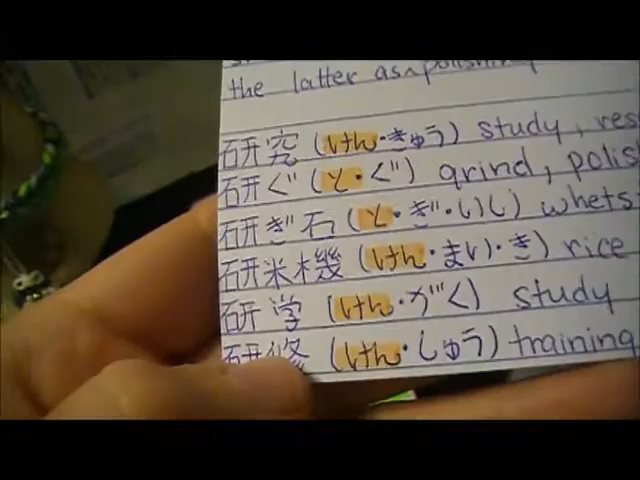 the latter as a polishing
研究 (けん・きゅう) study, res
研ぐ (と・ぐ) grind, polis
研ぎ石 (と・ぎ・いし) whets
研米機 (けん・まい・き) rice
研学 (けん・がく) study
研修 (けん・しゅう) training